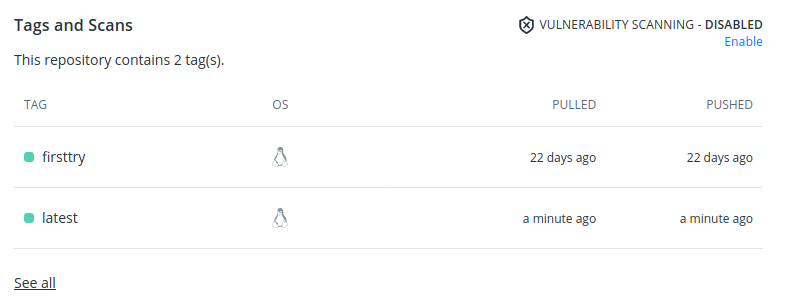 Tags and Scans
VULNERABILITY SCANNING - DISABLED
Enable
This repository contains 2 tag(s).
TAG OS PULLED PUSHED
firsttry 22 days ago 22 days ago
latest a minute ago a minute ago
See all